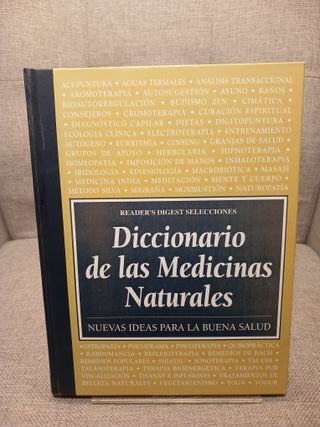 ACUPUNTURA • AGUAS TERMALES • ANÁLISIS TRANSACCIONAL
• AROMOTERAPIA • AUTOSUGESTIÓN • AYUNO • BAÑOS •
BIOAUTORREGULACIÓN • BUDISMO ZEN • CIMÁTICA •
CONSEJEROS • CROMOTERAPIA • CURACIÓN ESPIRITUAL
• DIAGNÓSTICO CAPILAR • DIETAS • DIGITOPUNTURA •
ECOLOGÍA CLÍNICA • ELECTROTERAPIA • ENTRENAMIENTO
AUTÓGENO • EURRITMIA • GINSENG • GRANJAS DE SALUD •
GRUPOS DE APOYO • HERBOLARIA • HIPNOTERAPIA •
HOMEOPATÍA • IMPOSICIÓN DE MANOS • INHALOTERAPIA
• IRIDOLOGÍA • KINESIOLOGÍA • MACROBIÓTICA • MASAJE
• MEDICINA INDIA • MEDITACIÓN • MENTE Y CUERPO •
MÉTODO SILVA • MIGRAÑA • MOXIBUSTIÓN • NATUROPATÍA
READER'S DIGEST SELECCIONES
Diccionario
de las Medicinas
Naturales
NUEVAS IDEAS PARA LA BUENA SALUD
•OSTEOPATÍA • PSICODRAMA • PSICOTERAPIA • QUIROPRÁCTICA
• RABDOMANCIA • REFLEJOTERAPIA • REMEDIOS DE BACH •
REMEDIOS POPULARES • SHIATSU • SONOTERAPIA • TAI CHI •
TALASOTERAPIA • TERAPIA BIOENERGÉTICA • TERAPIA POR
VISUALIZACIÓN • TISANAS E INFUSIONES • TRATAMIENTOS DE
BELLEZA NATURALES • VEGETARIANISMO • YOGA • YOGUR